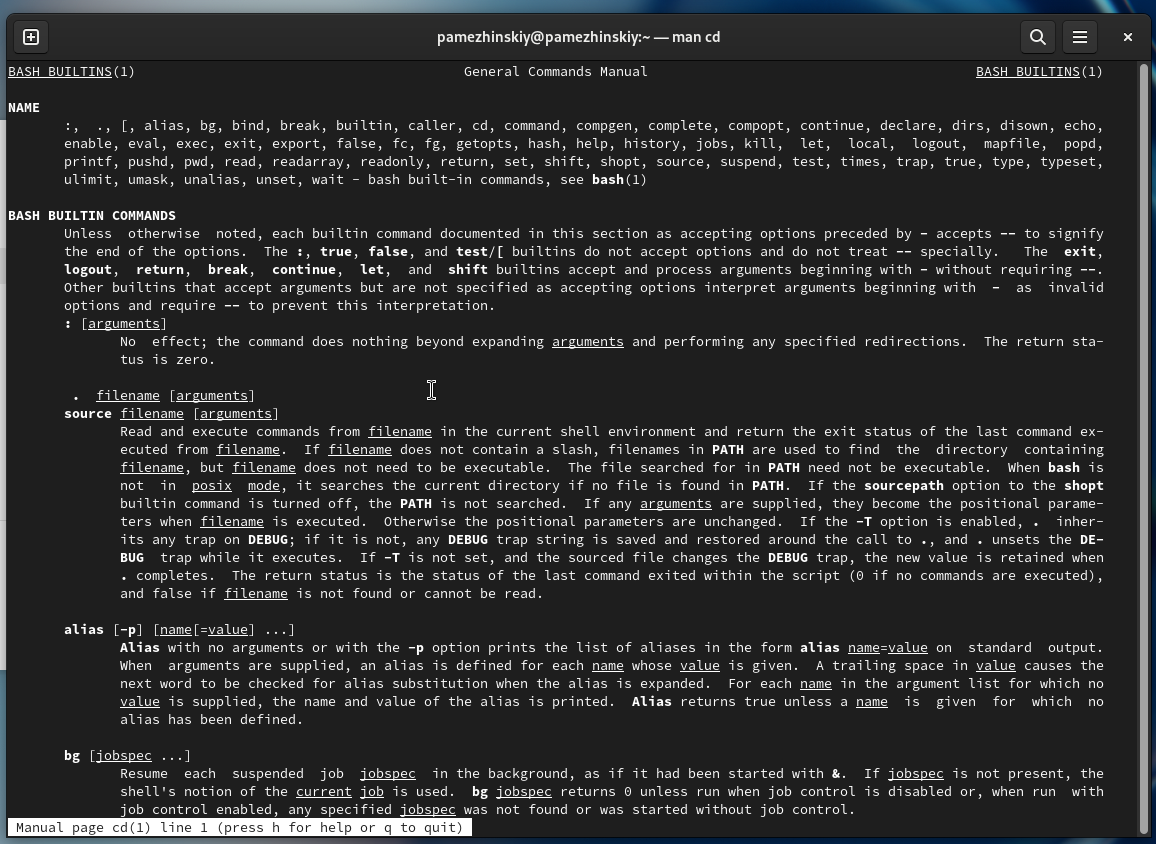 pamezhinskiy@pamezhinskiy:~ — man cd
BASH BUILTINS(1) General Commands Manual BASH BUILTINS(1)
NAME
:, ., [, alias, bg, bind, break, builtin, caller, cd, command, compgen, complete, compopt, continue, declare, dirs, disown, echo,
enable, eval, exec, exit, export, false, fc, fg, getopts, hash, help, history, jobs, kill, let, local, logout, mapfile, popd,
printf, pushd, pwd, read, readarray, readonly, return, set, shift, shopt, source, suspend, test, times, trap, true, type, typeset,
ulimit, umask, unalias, unset, wait - bash built-in commands, see bash(1)
BASH BUILTIN COMMANDS
Unless otherwise noted, each builtin command documented in this section as accepting options preceded by - accepts -- to signify
the end of the options. The :, true, false, and test/[ builtins do not accept options and do not treat -- specially. The exit,
logout, return, break, continue, let, and shift builtins accept and process arguments beginning with - without requiring --.
Other builtins that accept arguments but are not specified as accepting options interpret arguments beginning with - as invalid
options and require -- to prevent this interpretation.
: [arguments]
No effect; the command does nothing beyond expanding arguments and performing any specified redirections. The return sta-
tus is zero.
. filename [arguments]
source filename [arguments]
Read and execute commands from filename in the current shell environment and return the exit status of the last command ex-
ecuted from filename. If filename does not contain a slash, filenames in PATH are used to find the directory containing
filename, but filename does not need to be executable. The file searched for in PATH need not be executable. When bash is
not in posix mode, it searches the current directory if no file is found in PATH. If the sourcepath option to the shopt
builtin command is turned off, the PATH is not searched. If any arguments are supplied, they become the positional parame-
ters when filename is executed. Otherwise the positional parameters are unchanged. If the -T option is enabled, . inher-
its any trap on DEBUG; if it is not, any DEBUG trap string is saved and restored around the call to ., and . unsets the DE-
BUG trap while it executes. If -T is not set, and the sourced file changes the DEBUG trap, the new value is retained when
. completes. The return status is the status of the last command exited within the script (0 if no commands are executed),
and false if filename is not found or cannot be read.
alias [-p] [name[=value] ...]
Alias with no arguments or with the -p option prints the list of aliases in the form alias name=value on standard output.
When arguments are supplied, an alias is defined for each name whose value is given. A trailing space in value causes the
next word to be checked for alias substitution when the alias is expanded. For each name in the argument list for which no
value is supplied, the name and value of the alias is printed. Alias returns true unless a name is given for which no
alias has been defined.
bg [jobspec ...]
Resume each suspended job jobspec in the background, as if it had been started with &. If jobspec is not present, the
shell's notion of the current job is used. bg jobspec returns 0 unless run when job control is disabled or, when run with
job control enabled, any specified jobspec was not found or was started without job control.
Manual page cd(1) line 1 (press h for help or q to quit)